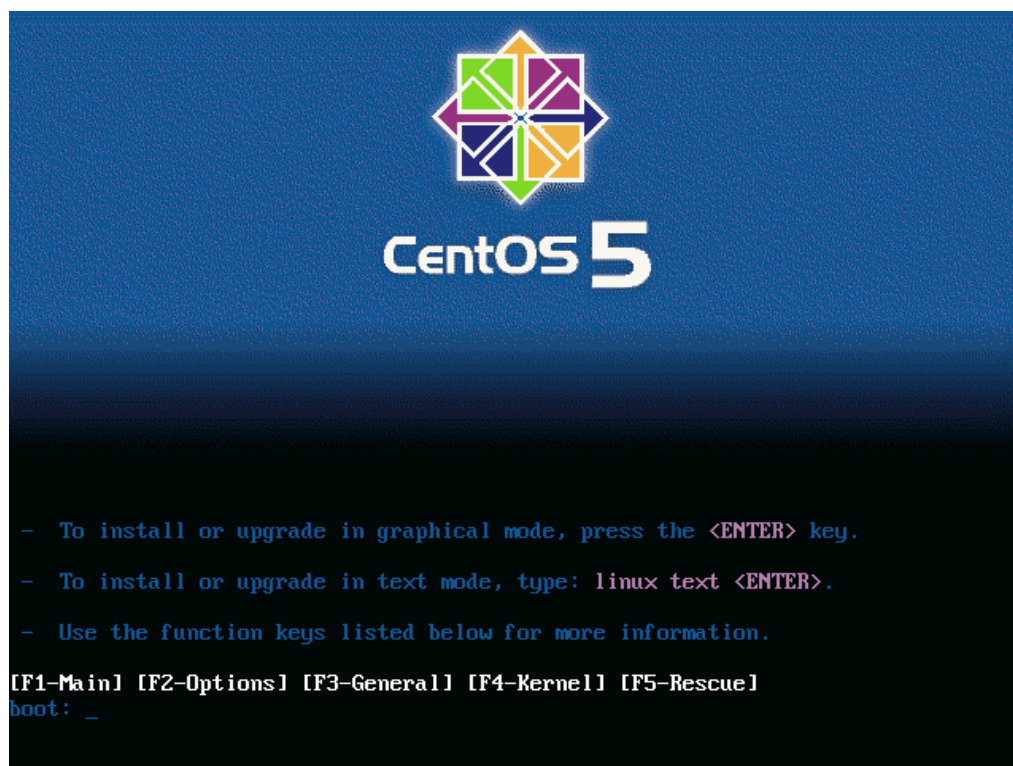 CentOS 5
- To install or upgrade in graphical mode, press the <ENTER> key.
- To install or upgrade in text mode, type: linux text <ENTER>.
- Use the function keys listed below for more information.
[F1-Main] [F2-Options] [F3-General] [F4-Kernel] [F5-Rescue]
boot: _